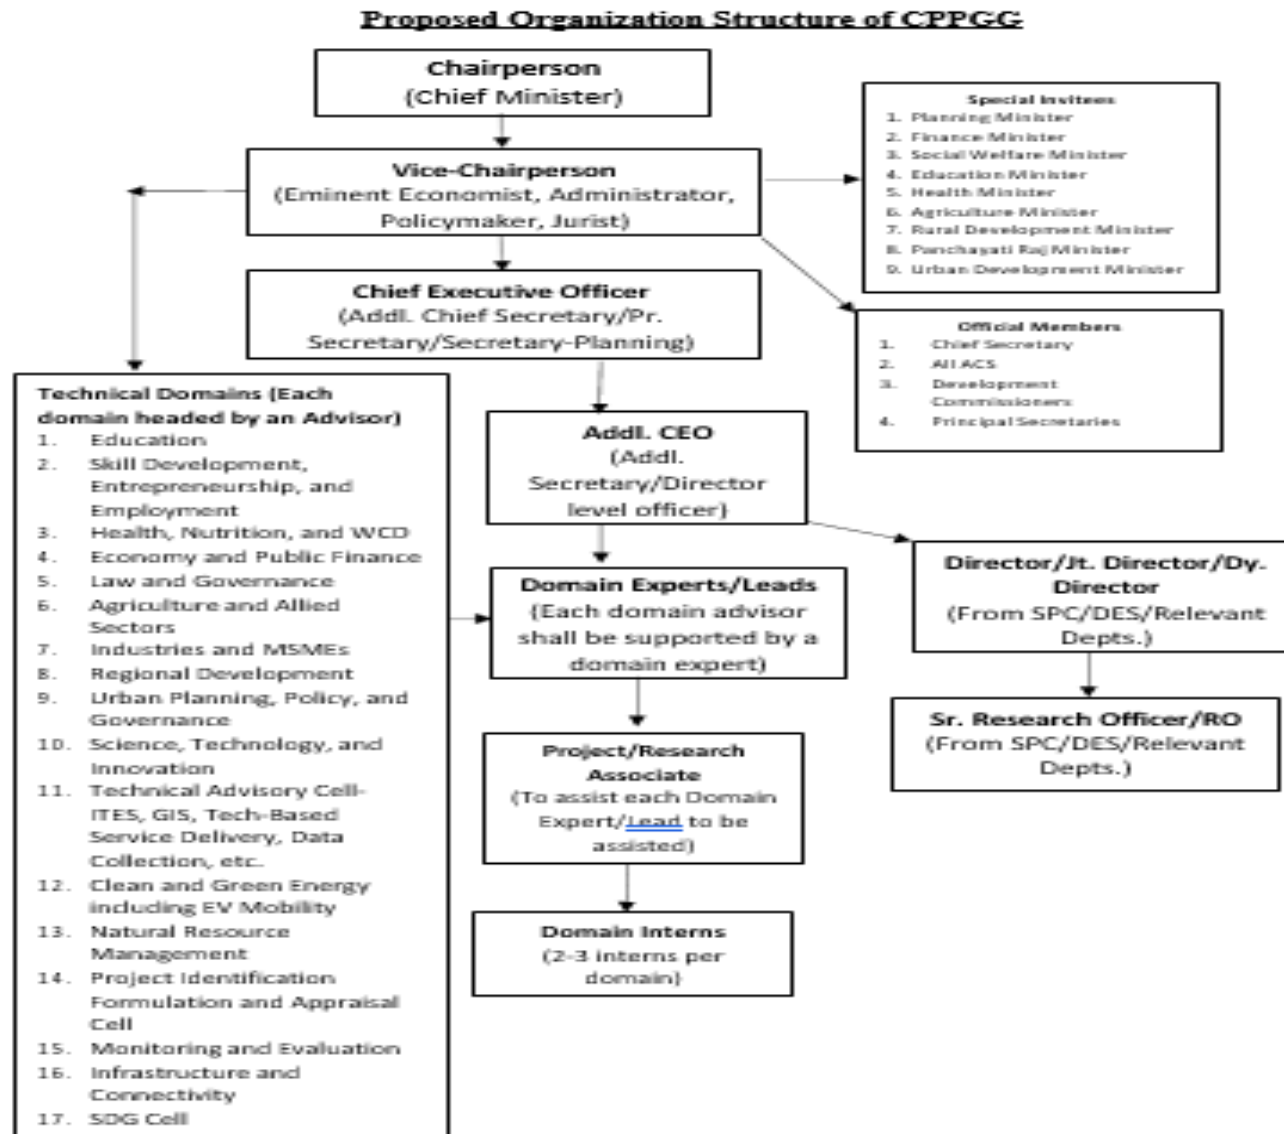 Proposed Organization Structure of CPPGG
Chairperson
(Chief Minister)
Vice-Chairperson
(Eminent Economist, Administrator,
Policymaker, Jurist)
Special Invitees
1. Planning Minister
2. Finance Minister
3. Social Welfare Minister
4. Education Minister
5. Health Minister
6. Agriculture Minister
7. Rural Development Minister
8. Panchayati Raj Minister
9. Urban Development Minister
Chief Executive Officer
(Addl. Chief Secretary/Pr.
Secretary/Secretary-Planning)
Official Members
1. Chief Secretary
2. All ACS
3. Development
Commissioners
4. Principal Secretaries
Technical Domains (Each
domain headed by an Advisor)
1. Education
2. Skill Development,
Entrepreneurship, and
Employment
3. Health, Nutrition, and WCD
4. Economy and Public Finance
5. Law and Governance
6. Agriculture and Allied
Sectors
7. Industries and MSMEs
8. Regional Development
9. Urban Planning, Policy, and
Governance
10. Science, Technology, and
Innovation
11. Technical Advisory Cell-
ITES, GIS, Tech-Based
Service Delivery, Data
Collection, etc.
12. Clean and Green Energy
including EV Mobility
13. Natural Resource
Management
14. Project Identification
Formulation and Appraisal
Cell
15. Monitoring and Evaluation
16. Infrastructure and
Connectivity
17. SDG Cell
Addl. CEO
(Addl.
Secretary/Director
level officer)
Domain Experts/Leads
(Each domain advisor
shall be supported by a
domain expert)
Director/Jt. Director/Dy.
Director
(From SPC/DES/Relevant
Depts.)
Sr. Research Officer/RO
(From SPC/DES/Relevant
Depts.)
Project/Research
Associate
(To assist each Domain
Expert/Lead to be
assisted)
Domain Interns
(2-3 interns per
domain)